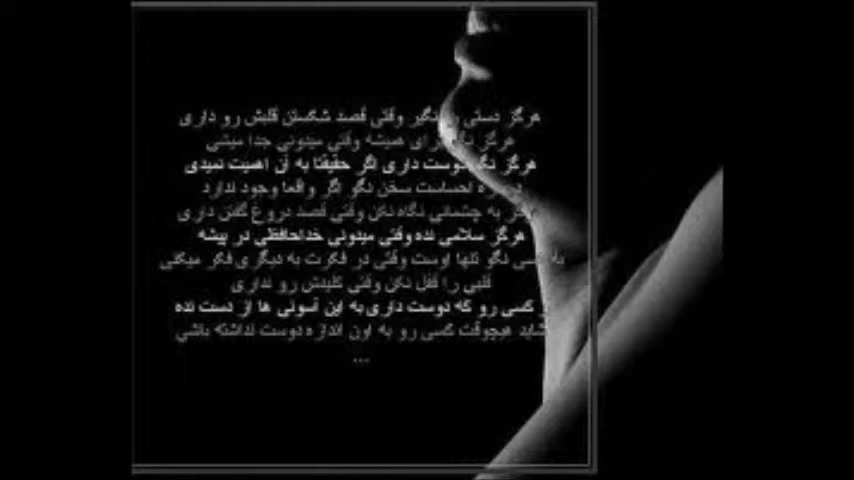 هرگز دستی رو نگیر وقتی قصد شکستن قلبش رو داری
هرگز نگو برای همیشه وقتی میدونی جدا میشی
هرگز نگو دوست داری اگر حقیقتا به آن اهمیت نمیدی
درباره احساست سخن نگو اگر واقعا وجود ندارد
هرگز به چشمانی نگاه نکن وقتی قصد دروغ گفتن داری
هرگز سلامی نده وقتی میدونی خداحافظی در پیشه
به کسی نگو تنها اوست وقتی در فکرت به دیگری فکر میکنی
قلبی را قفل نکن وقتی کلیدش رو نداری
و کسی رو که دوست داری به این آسونی ها از دست نده
شاید هیچوقت کسی رو به اون اندازه دوست نداشته باشی
...